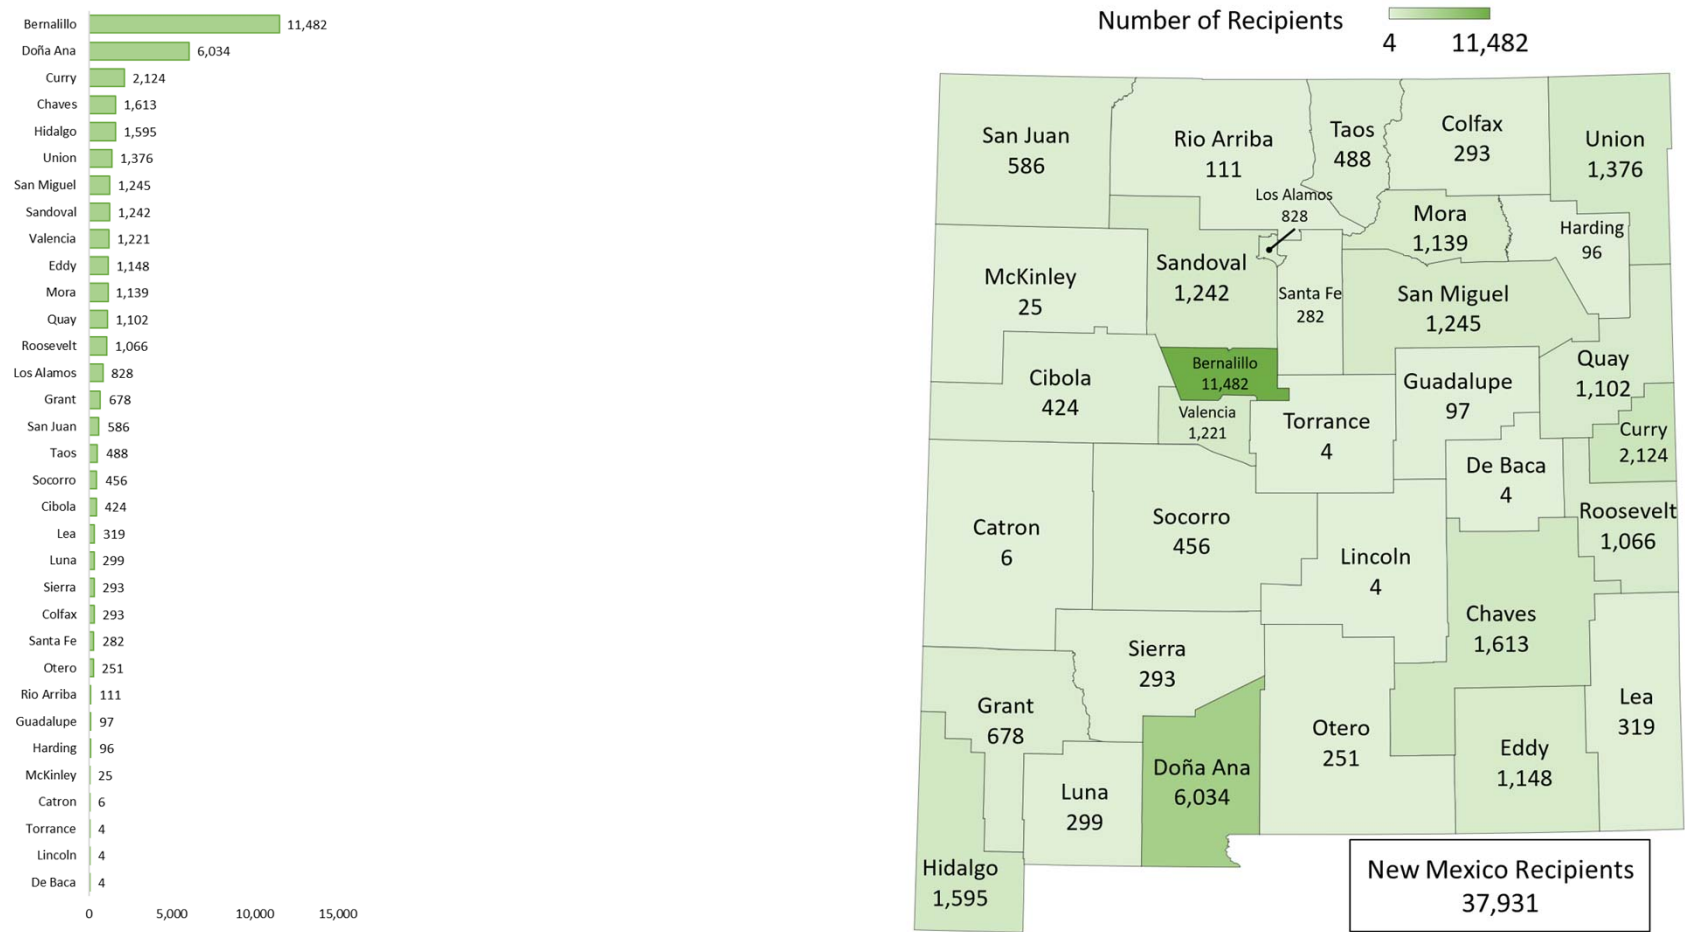 Bernalillo 11,482
Doña Ana 6,034
Curry 2,124
Chaves 1,613
Hidalgo 1,595
Union 1,376
San Miguel 1,245
Sandoval 1,242
Valencia 1,221
Eddy 1,148
Mora 1,139
Quay 1,102
Roosevelt 1,066
Los Alamos 828
Grant 678
San Juan 586
Taos 488
Socorro 456
Cibola 424
Lea 319
Luna 299
Sierra 293
Colfax 293
Santa Fe 282
Otero 251
Rio Arriba 111
Guadalupe 97
Harding 96
McKinley 25
Catron 6
Torrance 4
Lincoln 4
De Baca 4
0 5,000 10,000 15,000
Number of Recipients
4 11,482
San Juan
586
Rio Arriba
111
Taos
488
Colfax
293
Union
1,376
Los Alamos
828
Mora
1,139
Harding
96
McKinley
25
Sandoval
1,242
Santa Fe
282
San Miguel
1,245
Cibola
424
Bernalillo
11,482
Valencia
1,221
Torrance
4
Guadalupe
97
Quay
1,102
Curry
2,124
De Baca
4
Roosevelt
1,066
Catron
6
Socorro
456
Lincoln
4
Chaves
1,613
Sierra
293
Grant
678
Otero
251
Lea
319
Eddy
1,148
Doña Ana
6,034
Luna
299
Hidalgo
1,595
New Mexico Recipients
37,931